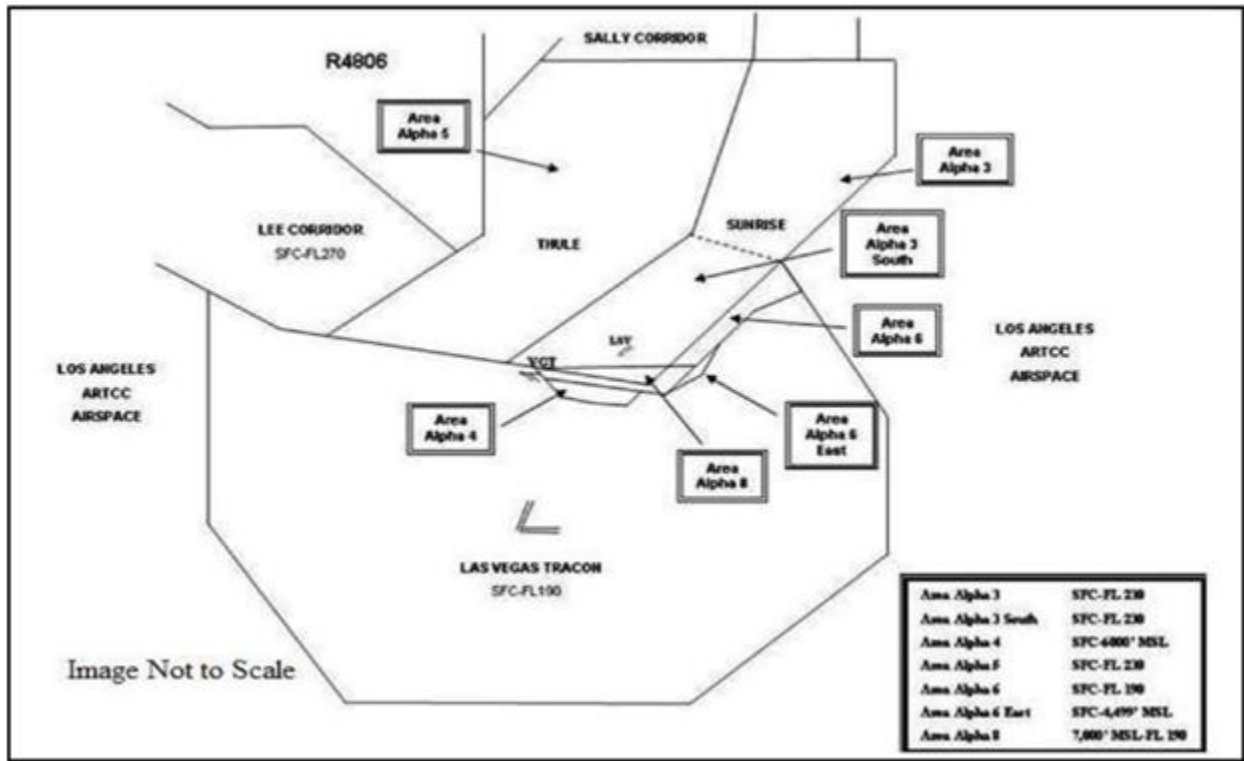 SALLY CORRIDOR
R4806
Area
Alpha 5
Area
Alpha 3
LEE CORRIDOR
SFC-FL270
THULE
SUNRISE
Area
Alpha 3
South
LSV
Area
Alpha 6
LOS ANGELES
ARTCC
AIRSPACE
VGT
LOS ANGELES
ARTCC
AIRSPACE
Area
Alpha 4
Area
Alpha 6
East
Area
Alpha 8
LAS VEGAS TRACON
SFC-FL190
Image Not to Scale
Area Alpha 3 SFC-FL 230
Area Alpha 3 South SFC-FL 230
Area Alpha 4 SFC-6000' MSL
Area Alpha 5 SFC-FL 230
Area Alpha 6 SFC-FL 190
Area Alpha 6 East SFC-4,499' MSL
Area Alpha 8 7,000' MSL-FL 190